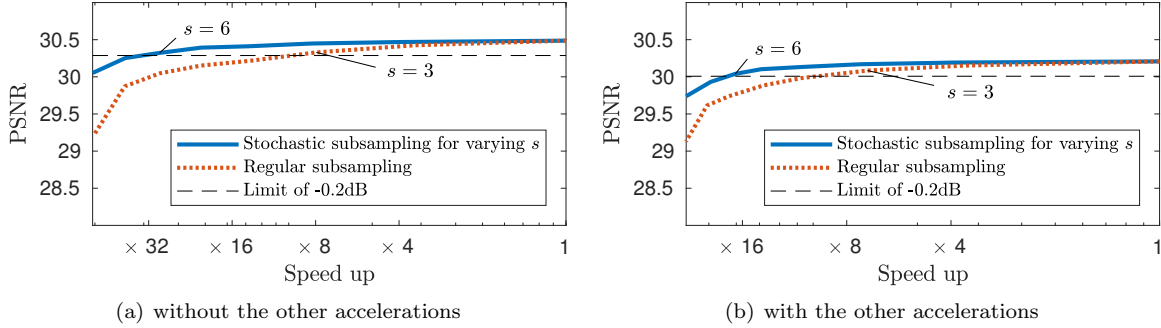 30.5
30
29.5
29
28.5
PSNR
s = 6
s = 3
Stochastic subsampling for varying s
Regular subsampling
Limit of -0.2dB
× 32
× 16
× 8
× 4
1
Speed up
(a) without the other accelerations
30.5
30
29.5
29
28.5
PSNR
s = 6
s = 3
Stochastic subsampling for varying s
Regular subsampling
Limit of -0.2dB
× 16
× 8
× 4
1
Speed up
(b) with the other accelerations